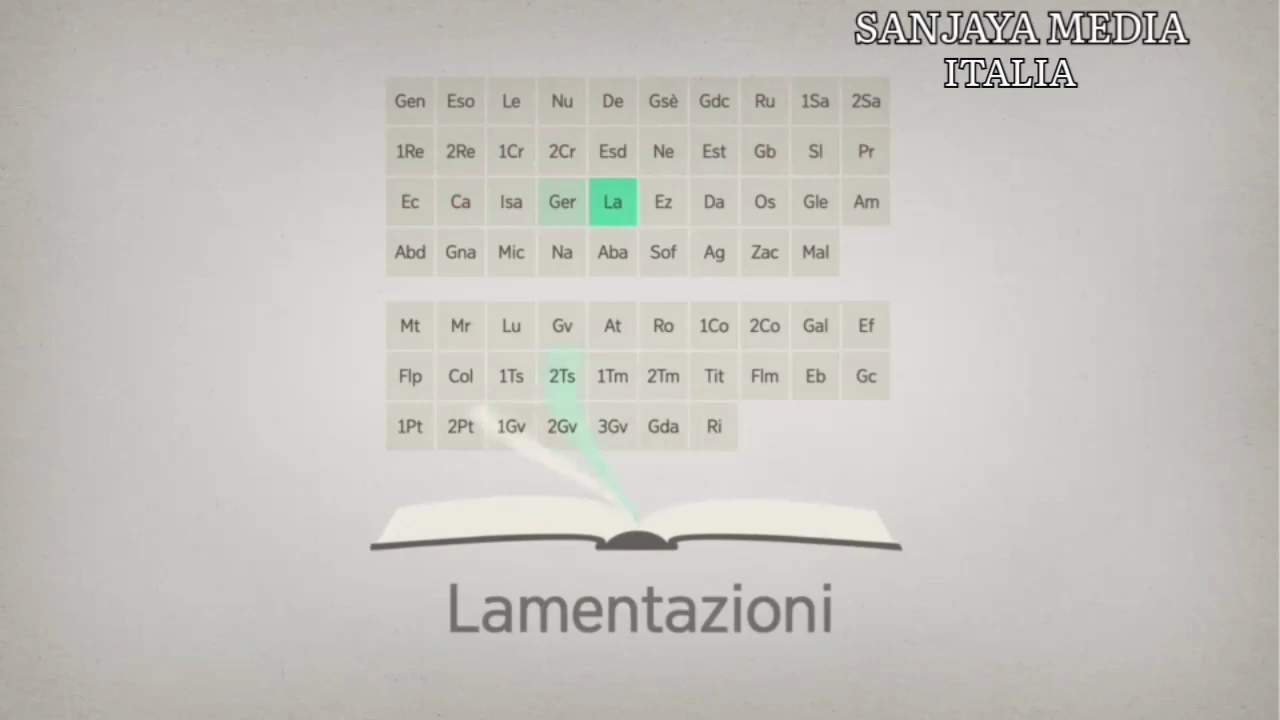 SANJAYA MEDIA
ITALIA
Gen Eso Le Nu De Gsè Gdc Ru 1Sa 2Sa
1Re 2Re 1Cr 2Cr Esd Ne Est Gb Sl Pr
Ec Ca Isa Ger La Ez Da Os Gle Am
Abd Gna Mic Na Aba Sof Ag Zac Mal
Mt Mr Lu Gv At Ro 1Co 2Co Gal Ef
Flp Col 1Ts 2Ts 1Tm 2Tm Tit Flm Eb Gc
1Pt 2Pt 1Gv 2Gv 3Gv Gda Ri
Lamentazioni